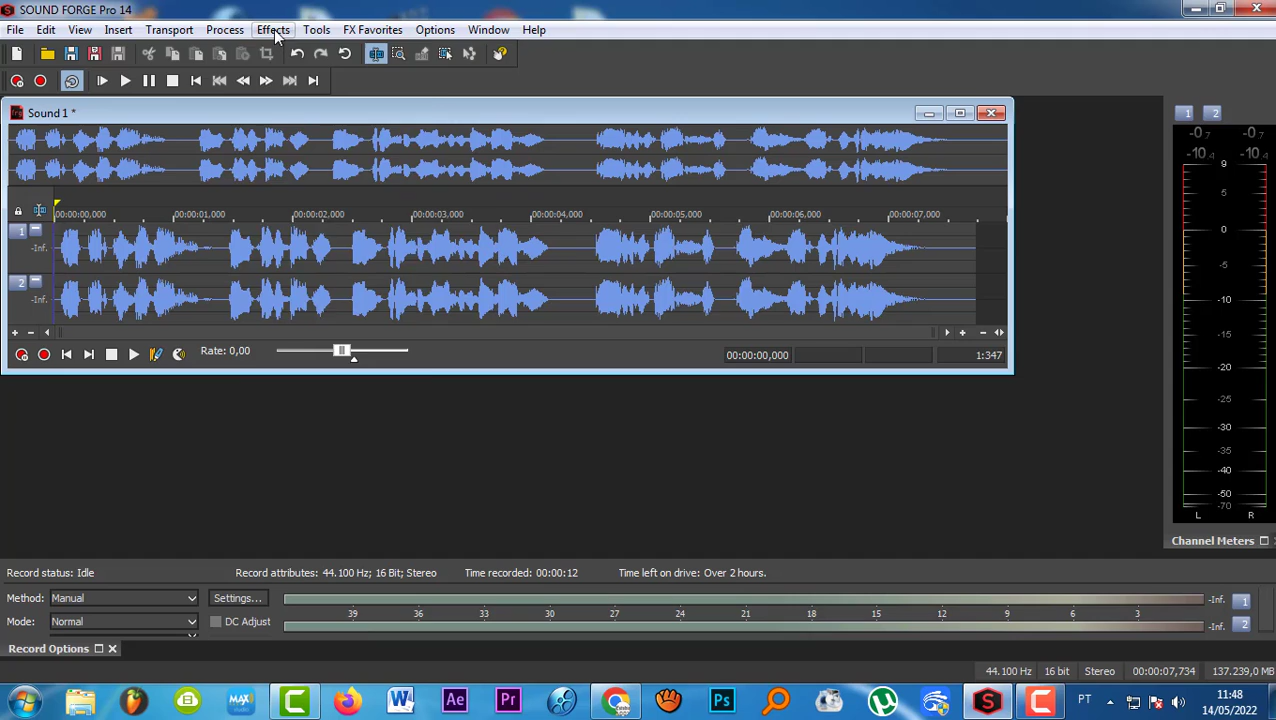 SOUND FORGE Pro 14
File Edit View Insert Transport Process Effects Tools FX Favorites Options Window Help
Sound 1 *
1 2
-0 7 -0 7
-10 4 -10 4
9
5
0
-5
-10
-15
-20
-25
-30
-40
-50
-70
L R
Channel Meters
00:00:00,000 00:00:01,000 00:00:02,000 00:00:03,000 00:00:04,000 00:00:05,000 00:00:06,000 00:00:07,000
1
-Inf.
2
-Inf.
Rate: 0,00 00:00:00,000 1:347
Record status: Idle Record attributes: 44.100 Hz; 16 Bit; Stereo Time recorded: 00:00:12 Time left on drive: Over 2 hours.
Method: Manual Settings... -Inf. 1
39 36 33 30 27 24 21 18 15 12 9 6 3
Mode: Normal DC Adjust -Inf. 2
Record Options
44.100 Hz 16 bit Stereo 00:00:07,734 137.239,0 MB
MAX W Ae Pr Ps PT 11:48
14/05/2022